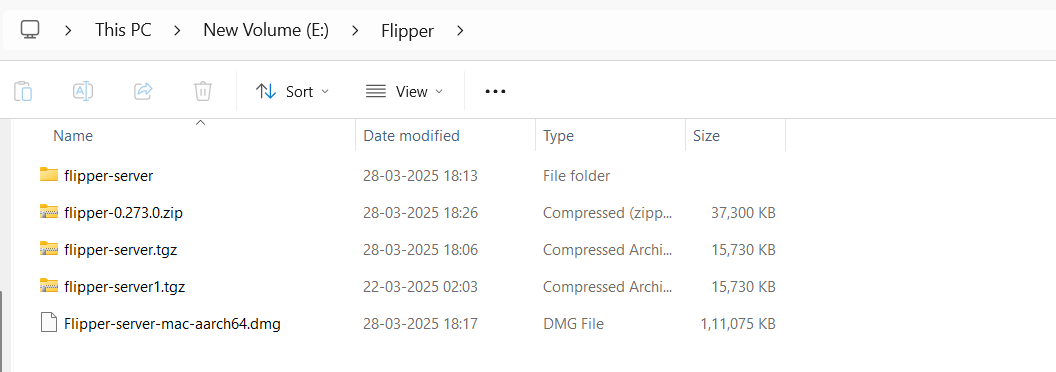 This PC New Volume (E:) Flipper
Sort View
Name Date modified Type Size
flipper-server 28-03-2025 18:13 File folder
flipper-0.273.0.zip 28-03-2025 18:26 Compressed (zipp... 37,300 KB
flipper-server.tgz 28-03-2025 18:06 Compressed Archi... 15,730 KB
flipper-server1.tgz 22-03-2025 02:03 Compressed Archi... 15,730 KB
Flipper-server-mac-aarch64.dmg 28-03-2025 18:17 DMG File 1,11,075 KB